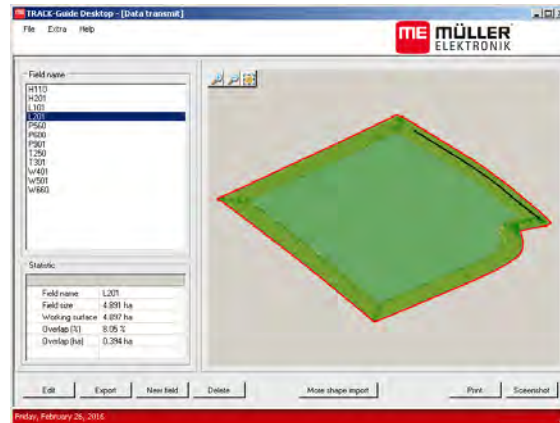 TRACK-Guide Desktop - [Data transmit]
File Extra Help
ME MÜLLER
ELEKTRONIK
Field name
H110
H201
L101
L201
P560
P600
P901
T250
T301
W401
W501
W660
Statistic
Field name L201
Field size 4.891 ha
Working surface 4.897 ha
Overlap (%) 8.05 %
Overlap (ha) 0.394 ha
Edit Export New field Delete More shape import Print Screenshot
Friday, February 26, 2016